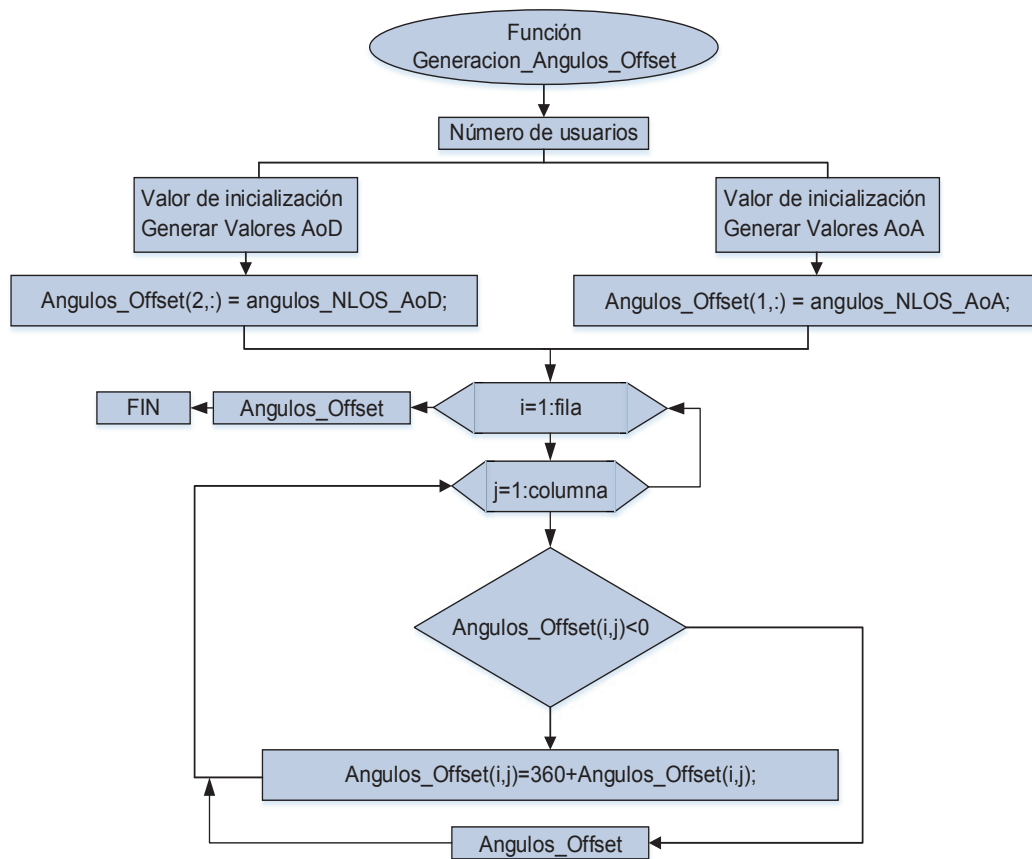 Función
Generacion_Angulos_Offset
Número de usuarios
Valor de inicialización
Generar Valores AoD
Valor de inicialización
Generar Valores AoA
Angulos_Offset(2,:) = angulos_NLOS_AoD;
Angulos_Offset(1,:) = angulos_NLOS_AoA;
FIN
Angulos_Offset
i=1:fila
j=1:columna
Angulos_Offset(i,j)<0
Angulos_Offset(i,j)=360+Angulos_Offset(i,j);
Angulos_Offset